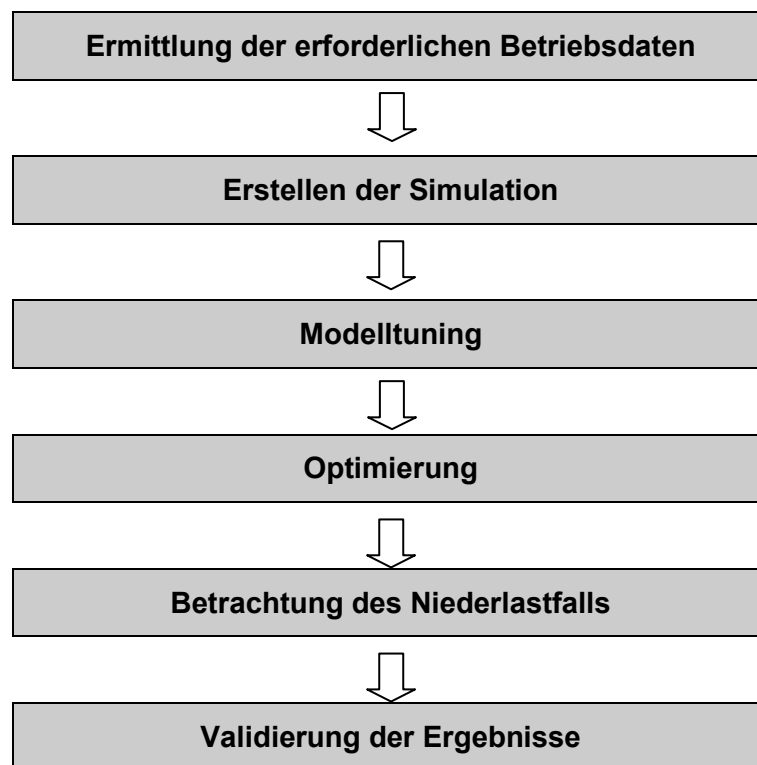 Ermittlung der erforderlichen Betriebsdaten
Erstellen der Simulation
Modelltuning
Optimierung
Betrachtung des Niederlastfalls
Validierung der Ergebnisse